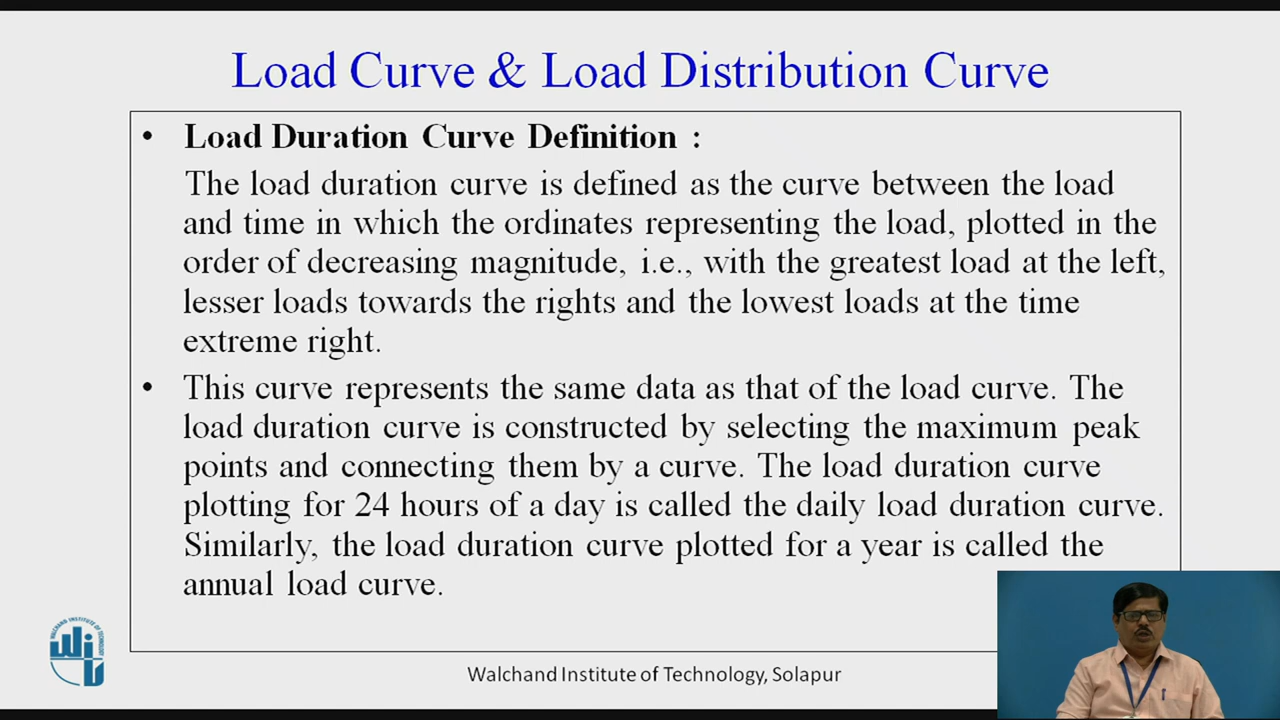 Load Curve & Load Distribution Curve
• Load Duration Curve Definition :
The load duration curve is defined as the curve between the load
and time in which the ordinates representing the load, plotted in the
order of decreasing magnitude, i.e., with the greatest load at the left,
lesser loads towards the rights and the lowest loads at the time
extreme right.
• This curve represents the same data as that of the load curve. The
load duration curve is constructed by selecting the maximum peak
points and connecting them by a curve. The load duration curve
plotting for 24 hours of a day is called the daily load duration curve.
Similarly, the load duration curve plotted for a year is called the
annual load curve.
WALCHAND INSTITUTE OF TECHNOLOGY, SOLAPUR
WIT
Walchand Institute of Technology, Solapur